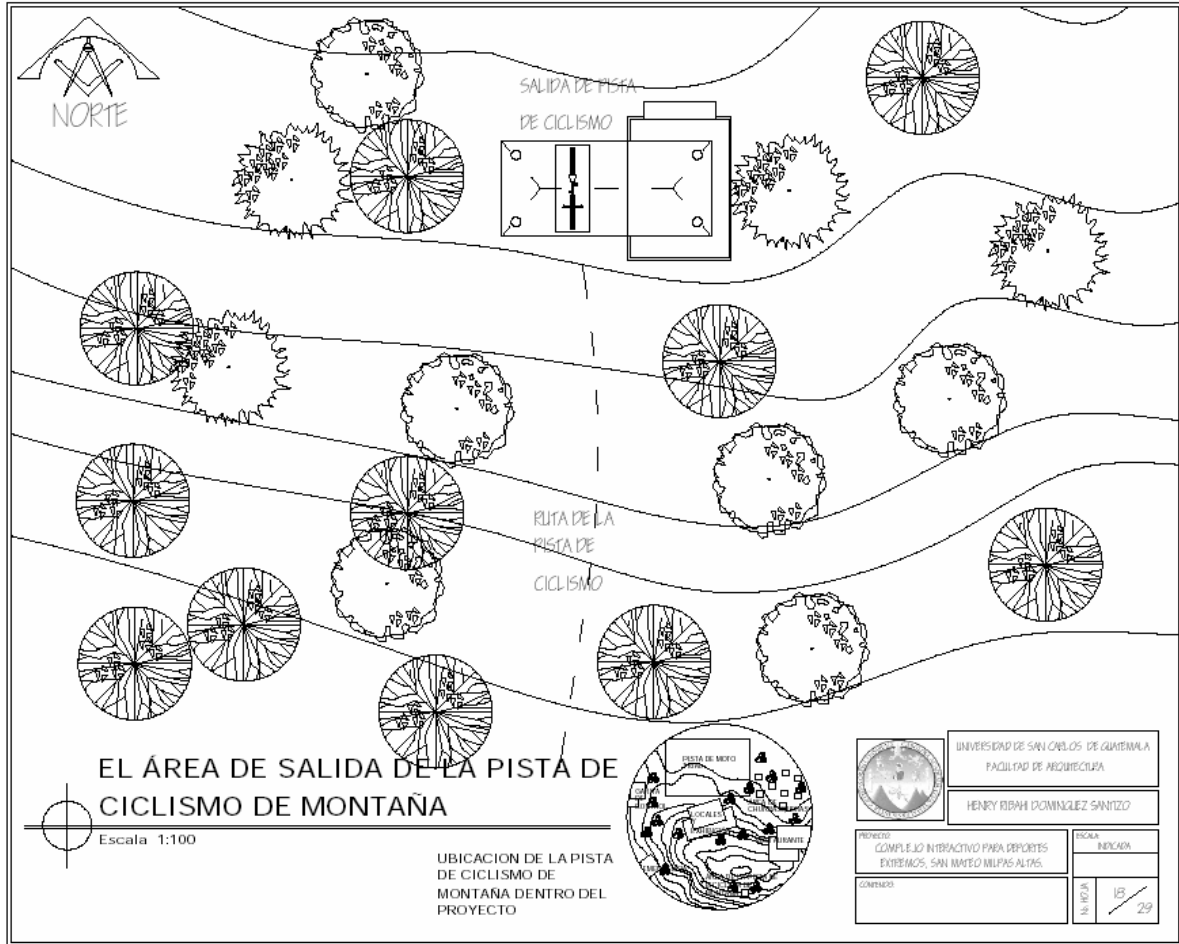 NORTE
SALIDA DE PISTA
DE CICLISMO
RUTA DE LA
PISTA DE
CICLISMO
EL ÁREA DE SALIDA DE LA PISTA DE
CICLISMO DE MONTAÑA
Escala 1:100
UBICACION DE LA PISTA
DE CICLISMO DE
MONTAÑA DENTRO DEL
PROYECTO
PISTA DE MOTO
LOCALES
UNIVERSIDAD DE SAN CARLOS DE GUATEMALA
FACULTAD DE ARQUITECTURA
HENRY RIBAHI DOMINGUEZ SANTIZO
PROYECTO:
COMPLEJO INTERACTIVO PARA DEPORTES
EXTREMOS, SAN MATEO MILPAS ALTAS.
ESCALA:
INDICADA
CONTENIDO:
No. HOJA
18/29